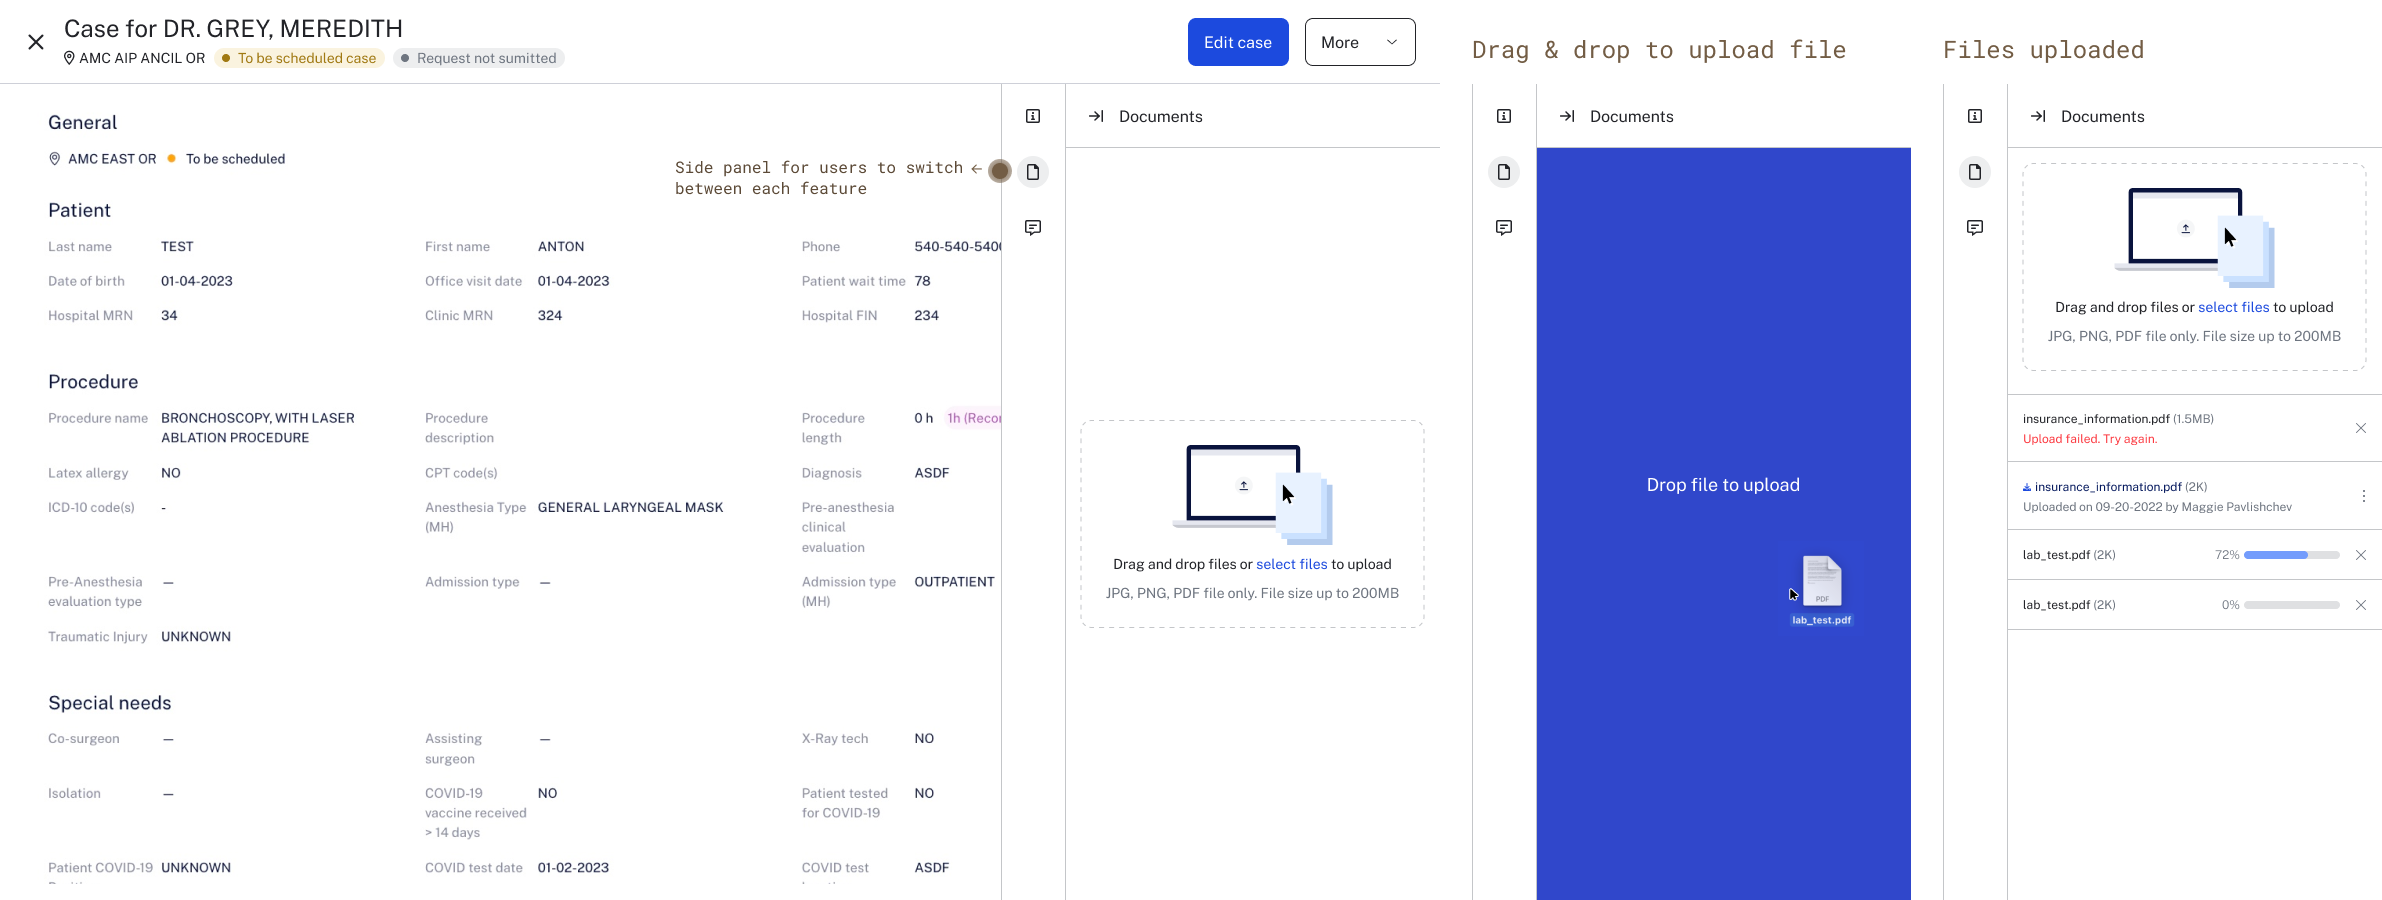 Case for DR. GREY, MEREDITH
AMC AIP ANCIL OR To be scheduled case Request not sumitted
Edit case
More
General
AMC EAST OR To be scheduled
Side panel for users to switch ←
between each feature
Patient
Last name TEST First name ANTON Phone 540-540-540
Date of birth 01-04-2023 Office visit date 01-04-2023 Patient wait time 78
Hospital MRN 34 Clinic MRN 324 Hospital FIN 234
Procedure
Procedure name BRONCHOSCOPY, WITH LASER Procedure Procedure 0 h 1h (Recor
ABLATION PROCEDURE description length
Latex allergy NO CPT code(s) Diagnosis ASDF
ICD-10 code(s) - Anesthesia Type GENERAL LARYNGEAL MASK Pre-anesthesia
(MH) clinical
evaluation
Pre-Anesthesia — Admission type — Admission type OUTPATIENT
evaluation type (MH)
Traumatic Injury UNKNOWN
Special needs
Co-surgeon — Assisting — X-Ray tech NO
surgeon
Isolation — COVID-19 NO Patient tested NO
vaccine received for COVID-19
> 14 days
Patient COVID-19 UNKNOWN COVID test date 01-02-2023 COVID test ASDF
Documents
Drag and drop files or select files to upload
JPG, PNG, PDF file only. File size up to 200MB
Drag & drop to upload file
Documents
Drop file to upload
PDF
lab_test.pdf
Files uploaded
Documents
Drag and drop files or select files to upload
JPG, PNG, PDF file only. File size up to 200MB
insurance_information.pdf (1.5MB)
Upload failed. Try again.
insurance_information.pdf (2K)
Uploaded on 09-20-2022 by Maggie Pavlishchev
lab_test.pdf (2K) 72%
lab_test.pdf (2K) 0%